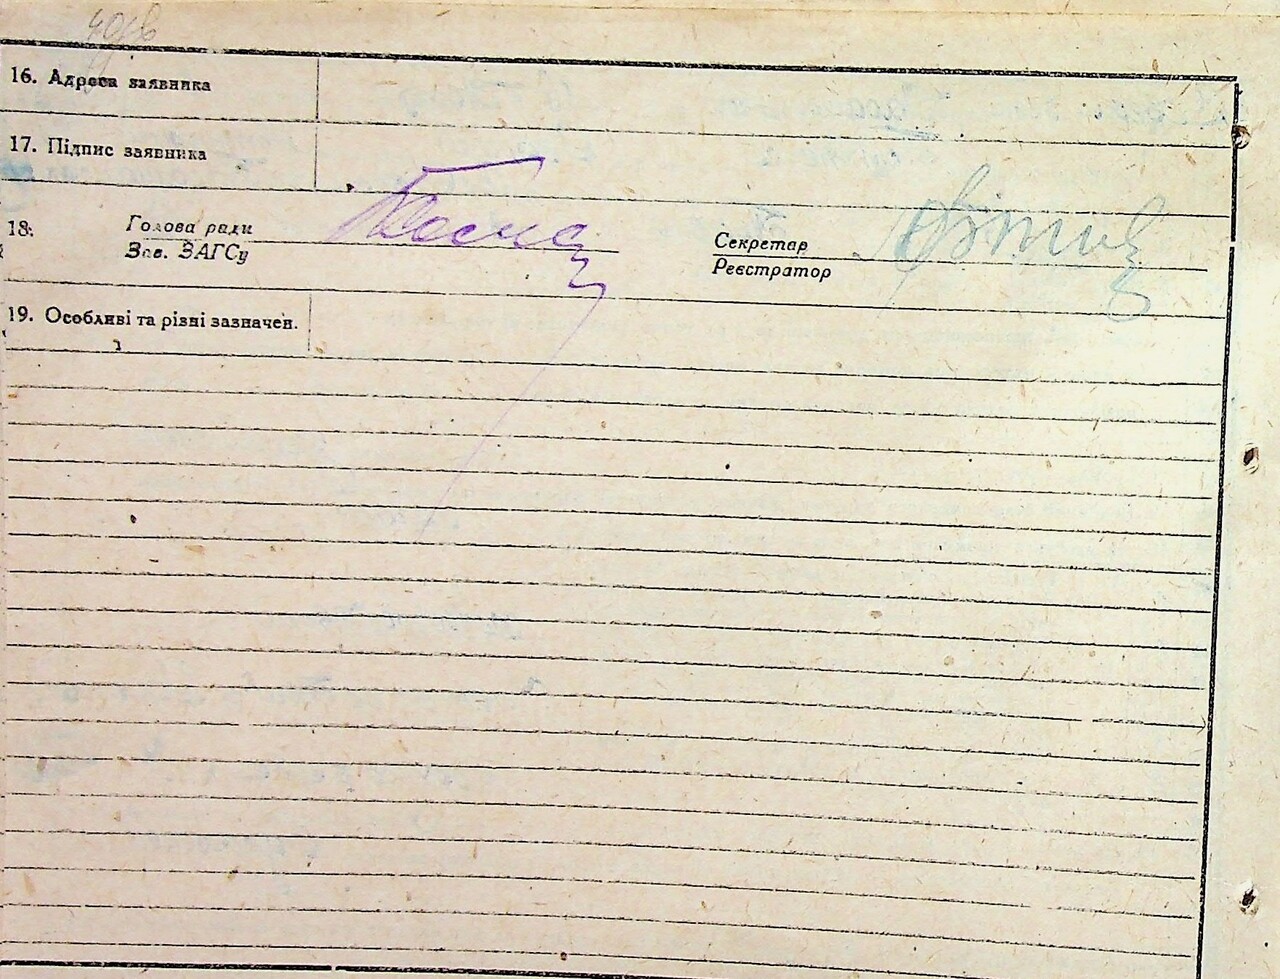 16. Адреса заявника
17. Підпис заявника
18. Голова ради
Зав. ЗАГСу
Секретар
Реєстратор
19. Особливі та різні зазначен.